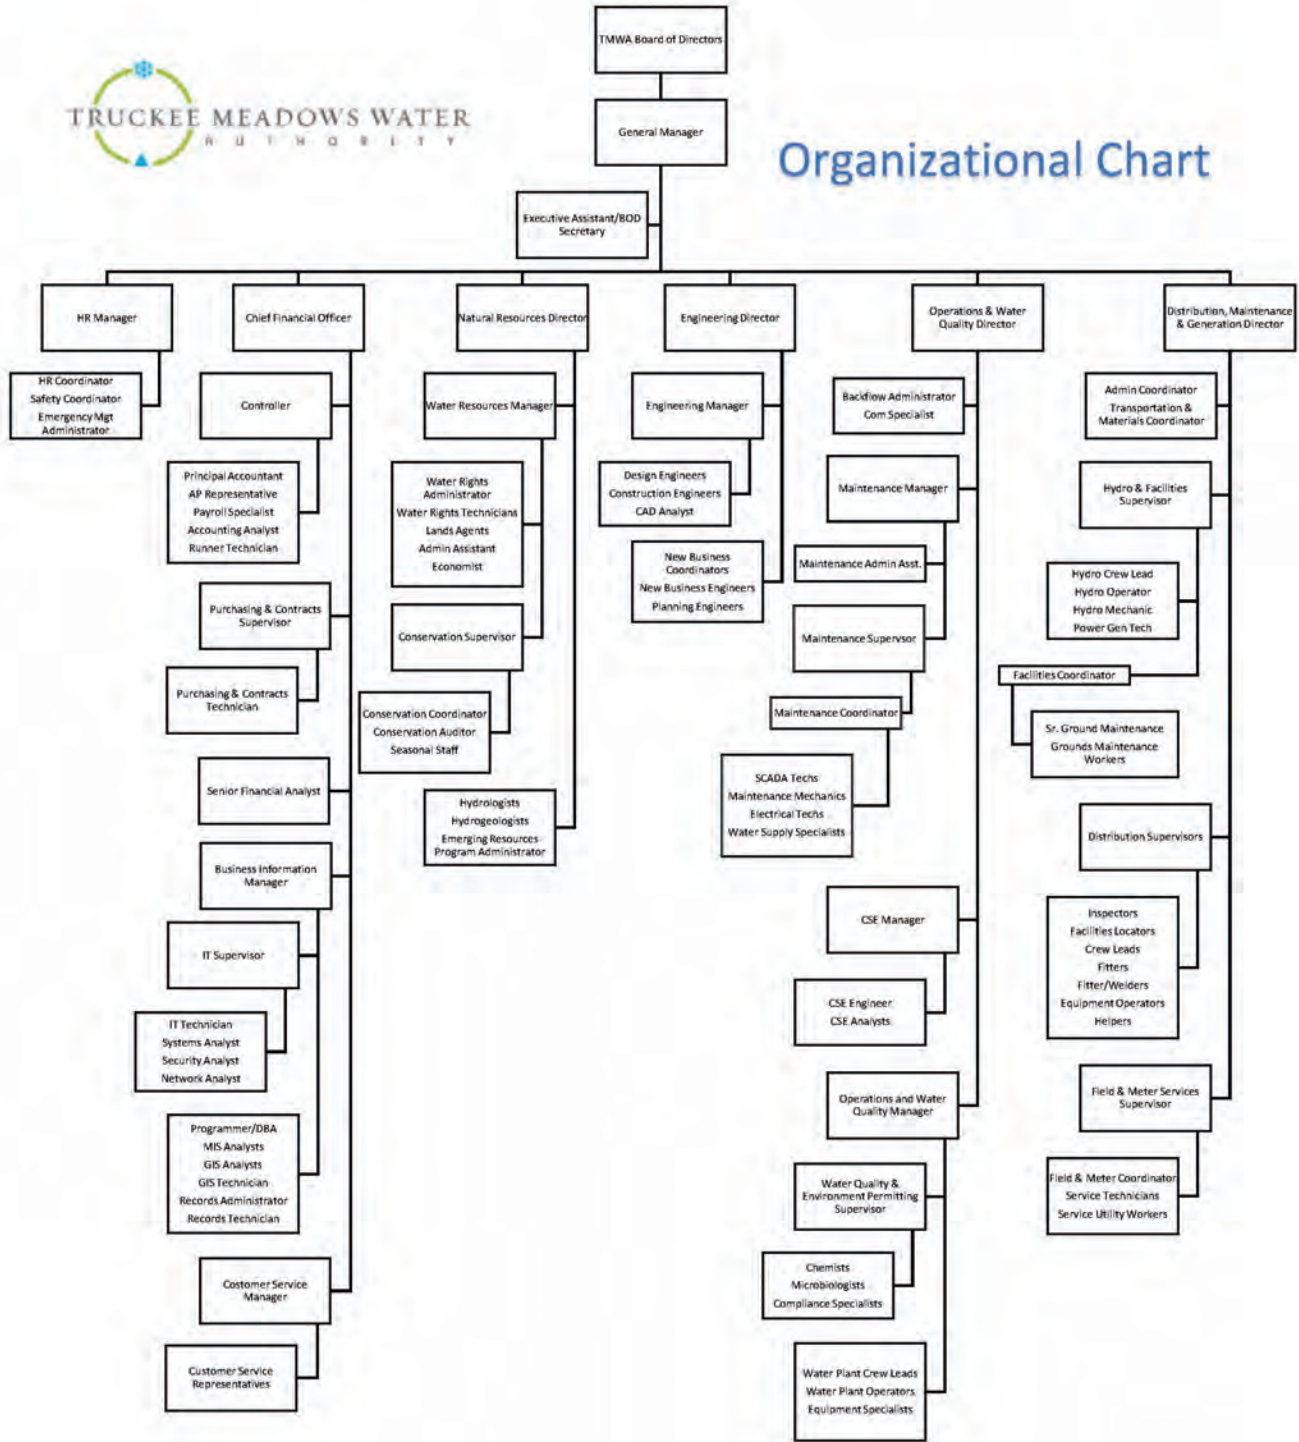 TMWA Board of Directors
TRUCKEE MEADOWS WATER
AUTHORITY
General Manager
Organizational Chart
Executive Assistant/BOD
Secretary
HR Manager
HR Coordinator
Safety Coordinator
Emergency Mgt
Administrator
Chief Financial Officer
Controller
Principal Accountant
AP Representative
Payroll Specialist
Accounting Analyst
Runner Technician
Purchasing & Contracts
Supervisor
Purchasing & Contracts
Technician
Senior Financial Analyst
Business Information
Manager
IT Supervisor
IT Technician
Systems Analyst
Security Analyst
Network Analyst
Programmer/DBA
MIS Analysts
GIS Analysts
GIS Technician
Records Administrator
Records Technician
Costomer Service
Manager
Customer Service
Representatives
Natural Resources Director
Water Resources Manager
Water Rights
Administrator
Water Rights Technicians
Lands Agents
Admin Assistant
Economist
Conservation Supervisor
Conservation Coordinator
Conservation Auditor
Seasonal Staff
Hydrologists
Hydrogeologists
Emerging Resources
Program Administrator
Engineering Director
Engineering Manager
Design Engineers
Construction Engineers
CAD Analyst
New Business
Coordinators
New Business Engineers
Planning Engineers
Operations & Water
Quality Director
Backflow Administrator
Com Specialist
Maintenance Manager
Maintenance Admin Asst.
Maintenance Supervsor
Maintenance Coordinator
SCADA Techs
Maintenance Mechanics
Electrical Techs
Water Supply Specialists
CSE Manager
CSE Engineer
CSE Analysts
Operations and Water
Quality Manager
Water Quality &
Environment Permitting
Supervisor
Chemists
Microbiologists
Compliance Specialists
Water Plant Crew Leads
Water Plant Operators
Equipment Specialists
Distribution, Maintenance
& Generation Director
Admin Coordinator
Transportation &
Materials Coordinator
Hydro & Facilities
Supervisor
Hydro Crew Lead
Hydro Operator
Hydro Mechanic
Power Gen Tech
Facilities Coordinator
Sr. Ground Maintenance
Grounds Maintenance
Workers
Distribution Supervisors
Inspectors
Facilities Locators
Crew Leads
Fitters
Fitter/Welders
Equipment Operators
Helpers
Field & Meter Services
Supervisor
Field & Meter Coordinator
Service Technicians
Service Utility Workers